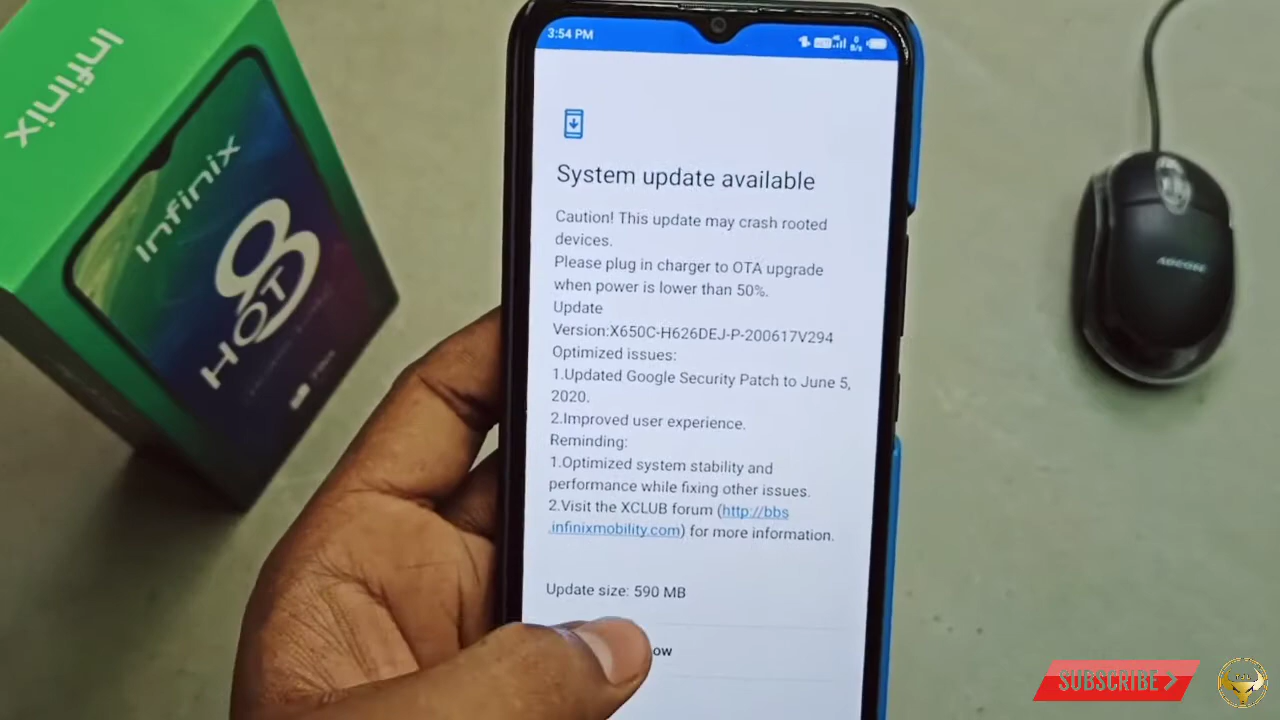 Infinix
Infinix
HOT 8
3:54 PM
System update available
Caution! This update may crash rooted
devices.
Please plug in charger to OTA upgrade
when power is lower than 50%.
Update
Version:X650C-H626DEJ-P-200617V294
Optimized issues:
1.Updated Google Security Patch to June 5,
2020.
2.Improved user experience.
Reminding:
1.Optimized system stability and
performance while fixing other issues.
2.Visit the XCLUB forum (http://bbs
.infinixmobility.com) for more information.
Update size: 590 MB
ow
SUBSCRIBE